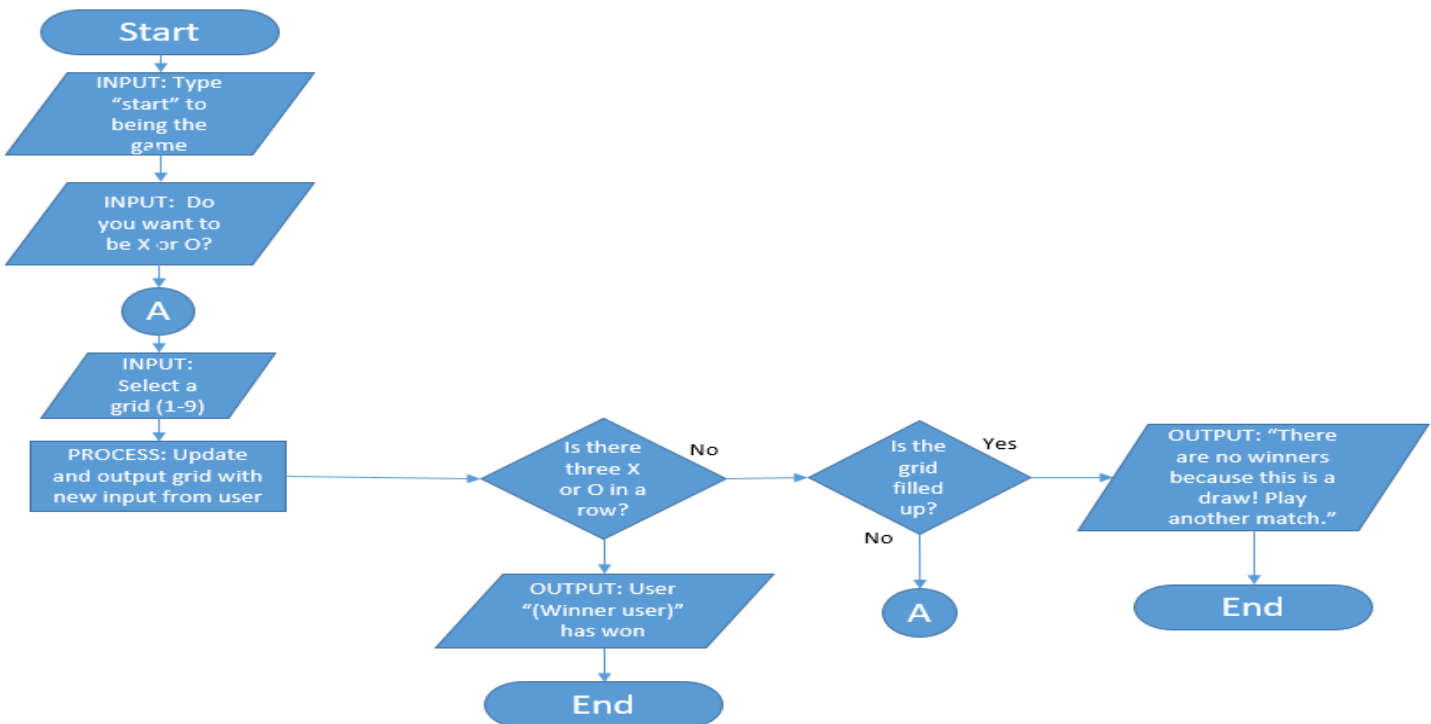 Start
INPUT: Type
“start” to
being the
game
INPUT: Do
you want to
be X or O?
A
INPUT:
Select a
grid (1-9)
PROCESS: Update
and output grid with
new input from user
Is there
three X
or O in a
row?
No
Is the
grid
filled
up?
Yes
OUTPUT: “There
are no winners
because this is a
draw! Play
another match.”
No
OUTPUT: User
“(Winner user)”
has won
A
End
End